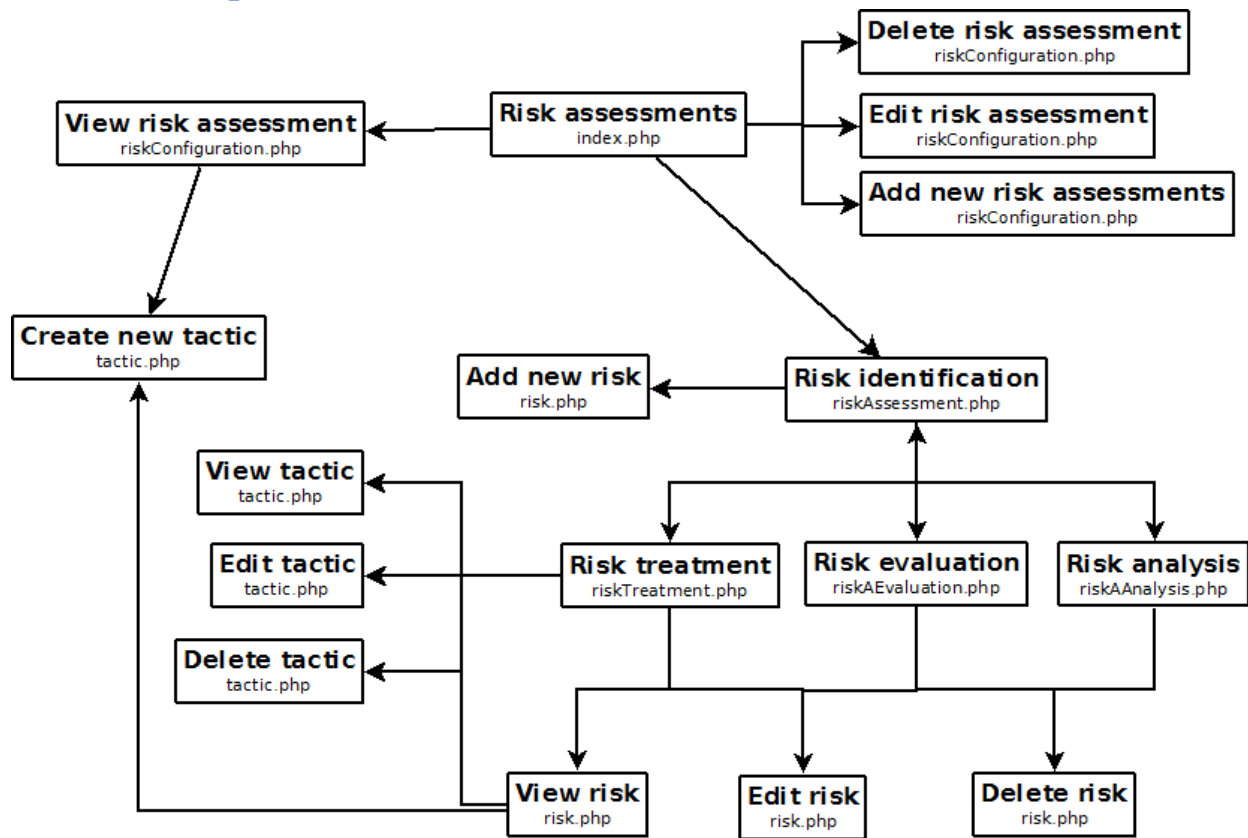 Delete risk assessment
riskConfiguration.php
View risk assessment
riskConfiguration.php
Risk assessments
index.php
Edit risk assessment
riskConfiguration.php
Add new risk assessments
riskConfiguration.php
Create new tactic
tactic.php
Add new risk
risk.php
Risk identification
riskAssessment.php
View tactic
tactic.php
Edit tactic
tactic.php
Risk treatment
riskTreatment.php
Risk evaluation
riskAEvaluation.php
Risk analysis
riskAAnalysis.php
Delete tactic
tactic.php
View risk
risk.php
Edit risk
risk.php
Delete risk
risk.php